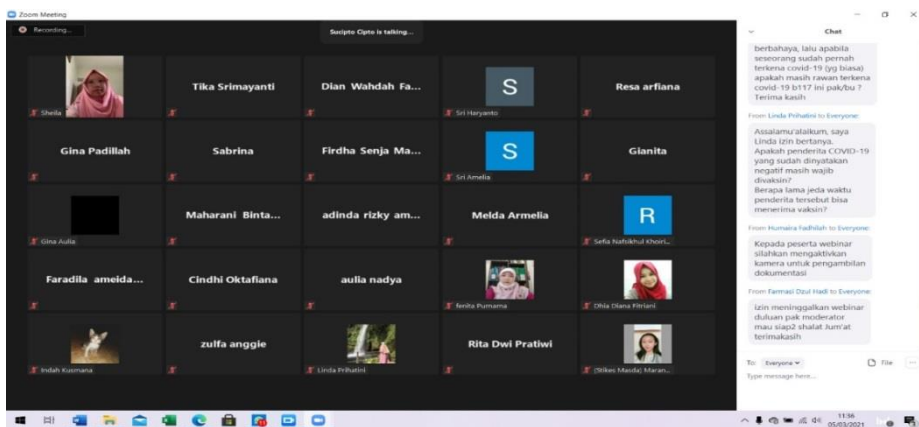 Zoom Meeting
Recording...
Sucipto Cipto is talking...
Sheila
Tika Srimayanti
Dian Wahdah Fa...
S
Sri Haryanto
Resa arfiana
Gina Padillah
Sabrina
Firdha Senja Ma...
S
Sri Amelia
Gianita
Gina Aulia
Maharani Binta...
adinda rizky am...
Melda Armelia
R
Sefia Nafsikhul Khoiri...
Faradila ameida...
Cindhi Oktafiana
aulia nadya
ferita Purnama
Dhia Diana Fitriani
Indah Kusmana
zulfa anggie
Linda Prihatini
Rita Dwi Pratiwi
(Stikes Masda) Maran...
Chat
berbahaya, lalu apabila
seseorang sudah pernah
terkena covid-19 (yg biasa)
apakah masih rawan terkena
covid-19 b117 ini pak/bu ?
Terima kasih
From Linda Prihatini to Everyone:
Assalamu'alaikum, saya
Linda izin bertanya.
Apakah penderita COVID-19
yang sudah dinyatakan
negatif masih wajib
divaksin?
Berapa lama jeda waktu
penderita tersebut bisa
menerima vaksin?
From Humaira Fadhilah to Everyone:
Kepada peserta webinar
silahkan mengaktivkan
kamera untuk pengambilan
dokumentasi
From Farmasi Dzul Hadi to Everyone:
izin meninggalkan webinar
duluan pak moderator
mau siap2 shalat Jum'at
terimakasih
To: Everyone
File
Type message here...
11:36
05/03/2021